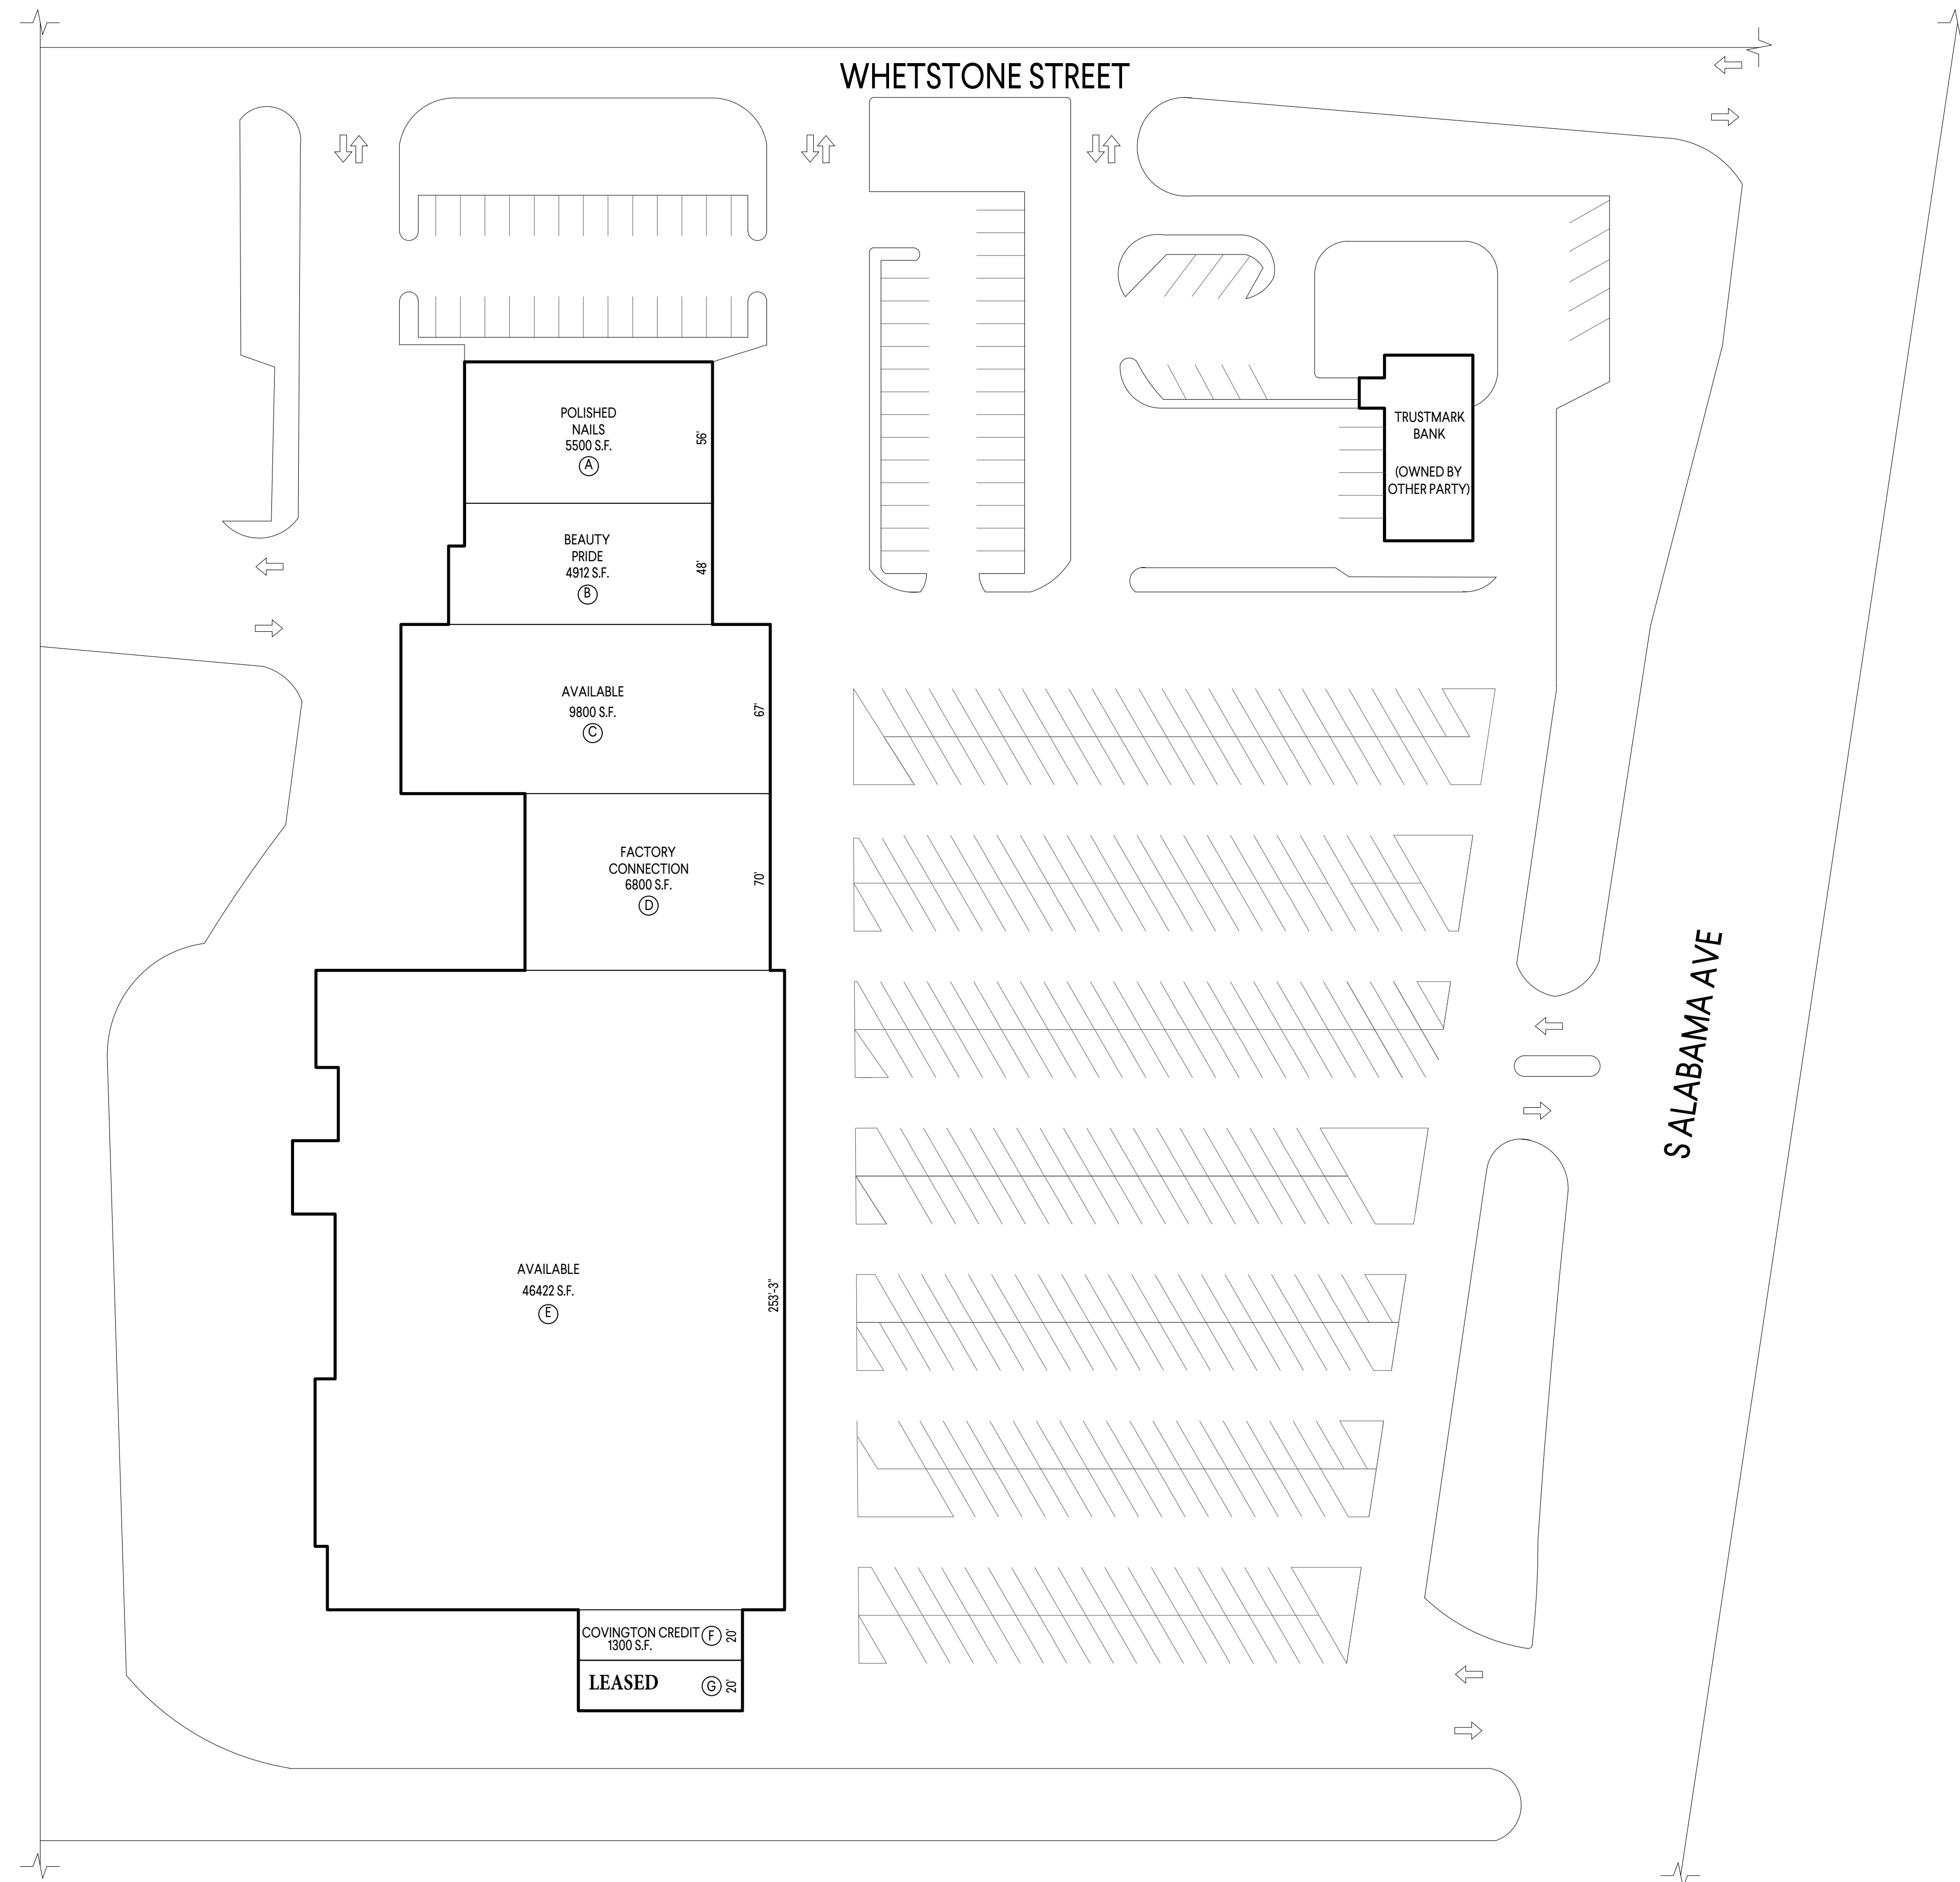 WHETSTONE STREET
POLISHED
NAILS
5500 S.F.
A
56'
TRUSTMARK
BANK
(OWNED BY
OTHER PARTY)
BEAUTY
PRIDE
4912 S.F.
B
48'
AVAILABLE
9800 S.F.
C
67'
FACTORY
CONNECTION
6800 S.F.
D
70'
S ALABAMA AVE
AVAILABLE
46422 S.F.
E
253'-3"
COVINGTON CREDIT
1300 S.F.
F
20'
LEASED
G
20'